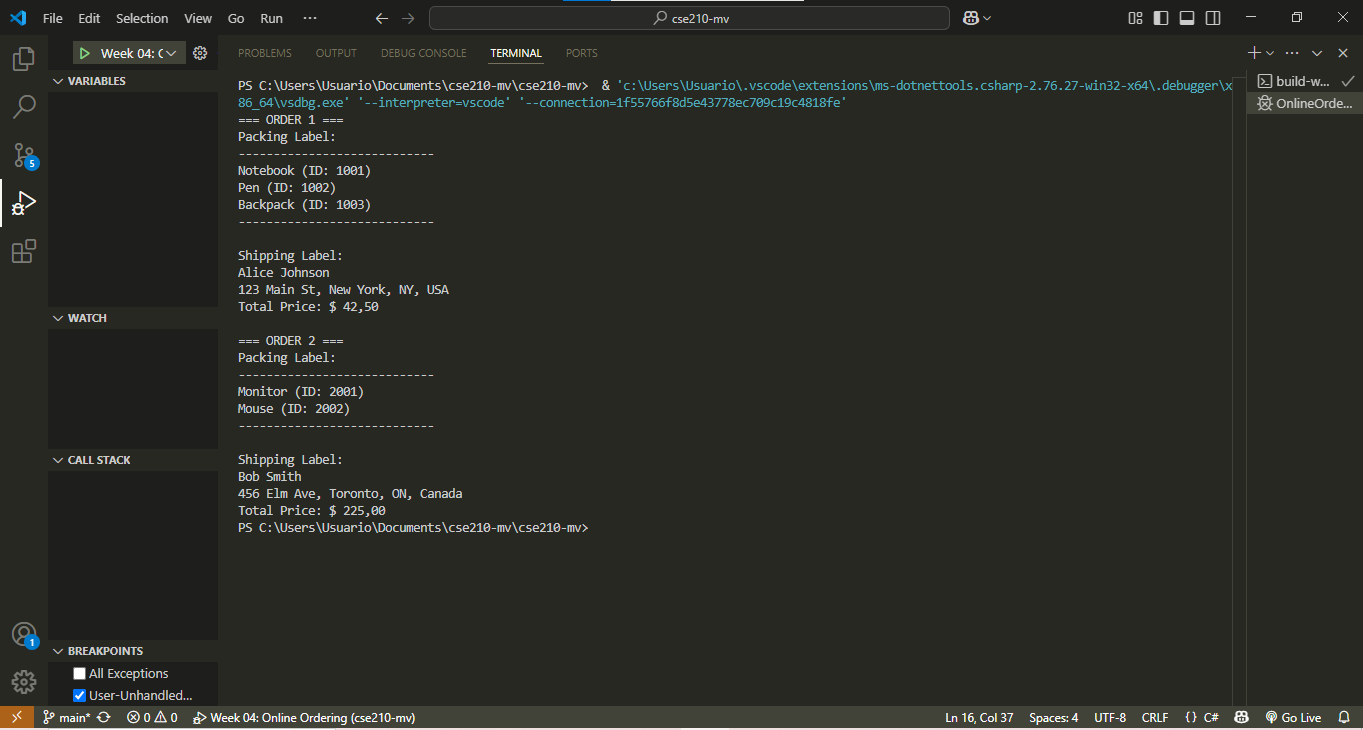 File Edit Selection View Go Run ··· cse210-mv
Week 04: C
PROBLEMS OUTPUT DEBUG CONSOLE TERMINAL PORTS
VARIABLES
WATCH
CALL STACK
BREAKPOINTS
All Exceptions
User-Unhandled...
5
1
PS C:\Users\Usuario\Documents\cse210-mv\cse210-mv>  & 'c:\Users\Usuario\.vscode\extensions\ms-dotnettools.csharp-2.76.27-win32-x64\.debugger\x
86_64\vsdbg.exe' '--interpreter=vscode' '--connection=1f55766f8d5e43778ec709c19c4818fe'
=== ORDER 1 ===
Packing Label:
----------------------------
Notebook (ID: 1001)
Pen (ID: 1002)
Backpack (ID: 1003)
----------------------------
Shipping Label:
Alice Johnson
123 Main St, New York, NY, USA
Total Price: $ 42,50
=== ORDER 2 ===
Packing Label:
----------------------------
Monitor (ID: 2001)
Mouse (ID: 2002)
----------------------------
Shipping Label:
Bob Smith
456 Elm Ave, Toronto, ON, Canada
Total Price: $ 225,00
PS C:\Users\Usuario\Documents\cse210-mv\cse210-mv>
build-w...
OnlineOrde...
main* 0 0 Week 04: Online Ordering (cse210-mv) Ln 16, Col 37 Spaces: 4 UTF-8 CRLF {} C# Go Live